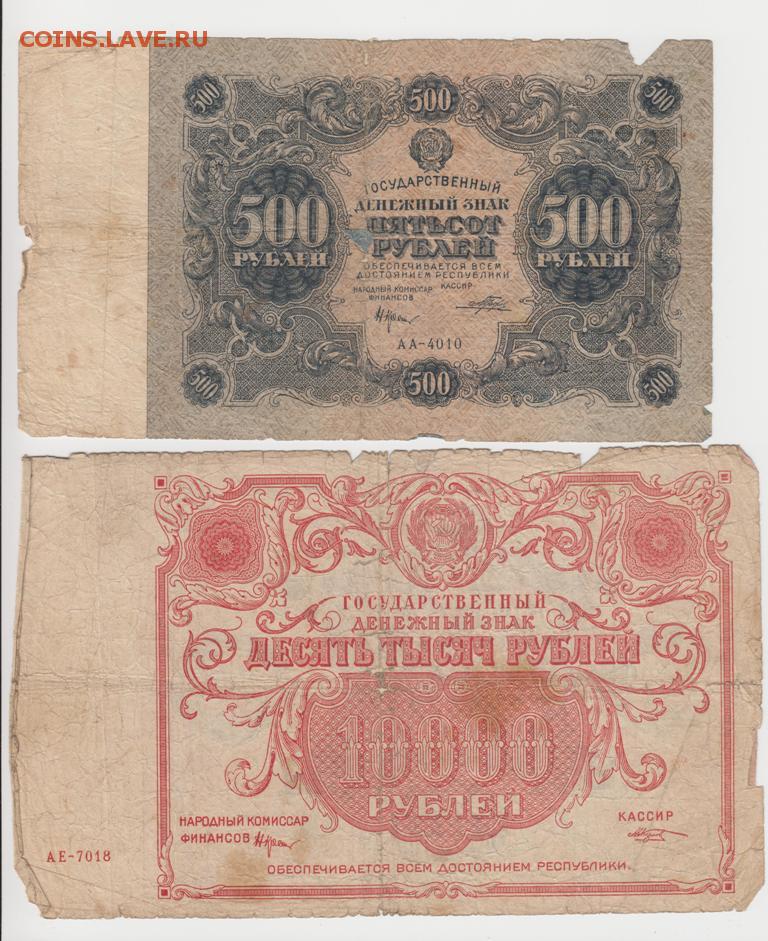 COINS.LAVE.RU
500
500
500
ГОСУДАРСТВЕННЫЙ
ДЕНЕЖНЫЙ ЗНАК
500
ПЯТЬСОТ
500
РУБЛЕЙ
РУБЛЕЙ
РУБЛЕЙ
ОБЕСПЕЧИВАЕТСЯ ВСЕМ
ДОСТОЯНИЕМ РЕСПУБЛИКИ
НАРОДНЫЙ КОМИССАР
КАССИР
ФИНАНСОВ
АА-4010
500
500
500
ГОСУДАРСТВЕННЫЙ
ДЕНЕЖНЫЙ ЗНАК
ДЕСЯТЬ ТЫСЯЧ РУБЛЕЙ
10000
РУБЛЕЙ
НАРОДНЫЙ КОМИССАР
КАССИР
ФИНАНСОВ
АЕ-7018
ОБЕСПЕЧИВАЕТСЯ ВСЕМ ДОСТОЯНИЕМ РЕСПУБЛИКИ.